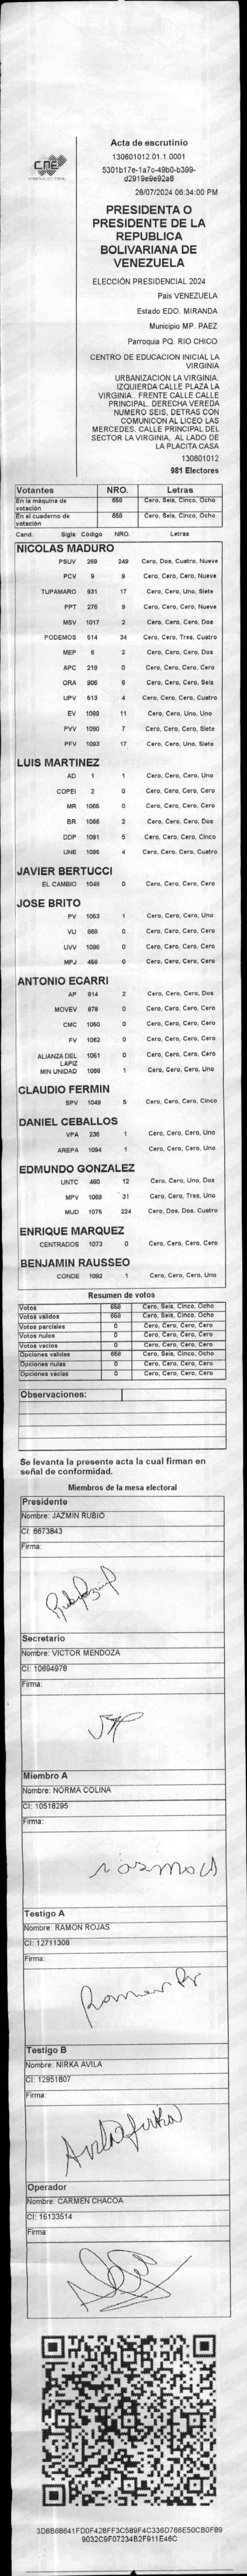 Acta de escrutinio
130601012.01.1.0001
5301b17e-1a7c-49b0-b399-
d2919e9e92a8
28/07/2024 06:34:00 PM
CNE
PRESIDENTA O
PRESIDENTE DE LA
REPUBLICA
BOLIVARIANA DE
VENEZUELA
ELECCIÓN PRESIDENCIAL 2024
Pais VENEZUELA
Estado EDO. MIRANDA
Municipio MP. PAEZ
Parroquia PQ. RIO CHICO
CENTRO DE EDUCACION INICIAL LA
VIRGINIA
URBANIZACION LA VIRGINIA.
IZQUIERDA CALLE PLAZA LA
VIRGINIA.. FRENTE CALLE CALLE
PRINCIPAL. DERECHA VEREDA
NUMERO SEIS, DETRAS CON
COMUNICON AL LICEO LAS
MERCEDES. CALLE PRINCIPAL DEL
SECTOR LA VIRGINIA, AL LADO DE
LA PLACITA CASA
130601012
981 Electores
Votantes NRO. Letras
En la máquina de votación 658 Cero, Seis, Cinco, Ocho
En el cuaderno de votación 658 Cero, Seis, Cinco, Ocho
Cand. Sigla Código NRO. Letras
NICOLAS MADURO
PSUV 269 249 Cero, Dos, Cuatro, Nueve
PCV 9 9 Cero, Cero, Cero, Nueve
TUPAMARO 931 17 Cero, Cero, Uno, Siete
PPT 276 9 Cero, Cero, Cero, Nueve
MSV 1017 2 Cero, Cero, Cero, Dos
PODEMOS 514 34 Cero, Cero, Tres, Cuatro
MEP 6 2 Cero, Cero, Cero, Dos
APC 219 0 Cero, Cero, Cero, Cero
ORA 906 6 Cero, Cero, Cero, Seis
UPV 613 4 Cero, Cero, Cero, Cuatro
EV 1089 11 Cero, Cero, Uno, Uno
PVV 1090 7 Cero, Cero, Cero, Siete
PFV 1093 17 Cero, Cero, Uno, Siete
LUIS MARTINEZ
AD 1 1 Cero, Cero, Cero, Uno
COPEI 2 0 Cero, Cero, Cero, Cero
MR 1066 0 Cero, Cero, Cero, Cero
BR 1066 2 Cero, Cero, Cero, Dos
DDP 1091 5 Cero, Cero, Cero, Cinco
UNE 1095 4 Cero, Cero, Cero, Cuatro
JAVIER BERTUCCI
EL CAMBIO 1048 0 Cero, Cero, Cero, Cero
JOSE BRITO
PV 1053 1 Cero, Cero, Cero, Uno
VU 868 0 Cero, Cero, Cero, Cero
UVV 1096 0 Cero, Cero, Cero, Cero
MPJ 458 0 Cero, Cero, Cero, Cero
ANTONIO ECARRI
AP 814 2 Cero, Cero, Cero, Dos
MOVEV 878 0 Cero, Cero, Cero, Cero
CMC 1050 0 Cero, Cero, Cero, Cero
FV 1062 0 Cero, Cero, Cero, Cero
ALIANZA DEL LAPIZ 1051 0 Cero, Cero, Cero, Cero
MIN UNIDAD 1068 1 Cero, Cero, Cero, Uno
CLAUDIO FERMIN
SPV 1049 5 Cero, Cero, Cero, Cinco
DANIEL CEBALLOS
VPA 236 1 Cero, Cero, Cero, Uno
AREPA 1094 1 Cero, Cero, Cero, Uno
EDMUNDO GONZALEZ
UNTC 460 12 Cero, Cero, Uno, Dos
MPV 1069 31 Cero, Cero, Tres, Uno
MUD 1075 224 Cero, Dos, Dos, Cuatro
ENRIQUE MARQUEZ
CENTRADOS 1073 0 Cero, Cero, Cero, Cero
BENJAMIN RAUSSEO
CONDE 1092 1 Cero, Cero, Cero, Uno
Resumen de votos
Votos 658 Cero, Seis, Cinco, Ocho
Votos validos 658 Cero, Seis, Cinco, Ocho
Votos parciales 0 Cero, Cero, Cero, Cero
Votos nulos 0 Cero, Cero, Cero, Cero
Votos vacios 0 Cero, Cero, Cero, Cero
Opciones validas 658 Cero, Seis, Cinco, Ocho
Opciones nulas 0 Cero, Cero, Cero, Cero
Opciones vacias 0 Cero, Cero, Cero, Cero
Observaciones:
Se levanta la presente acta la cual firman en
señal de conformidad.
Miembros de la mesa electoral
Presidente
Nombre: JAZMIN RUBIO
CI: 6673843
Firma:
Secretario
Nombre: VICTOR MENDOZA
CI: 10694978
Firma:
Miembro A
Nombre: NORMA COLINA
CI: 10518295
Firma:
Testigo A
Nombre: RAMON ROJAS
CI: 12711308
Firma:
Testigo B
Nombre: NIRKA AVILA
CI: 12951807
Firma:
Operador
Nombre: CARMEN CHACOA
CI: 16133514
Firma:
3D8B68641FD0F42BFF3C589F4C336D766E50CB0F89
9032C9F07234B2F911E46C